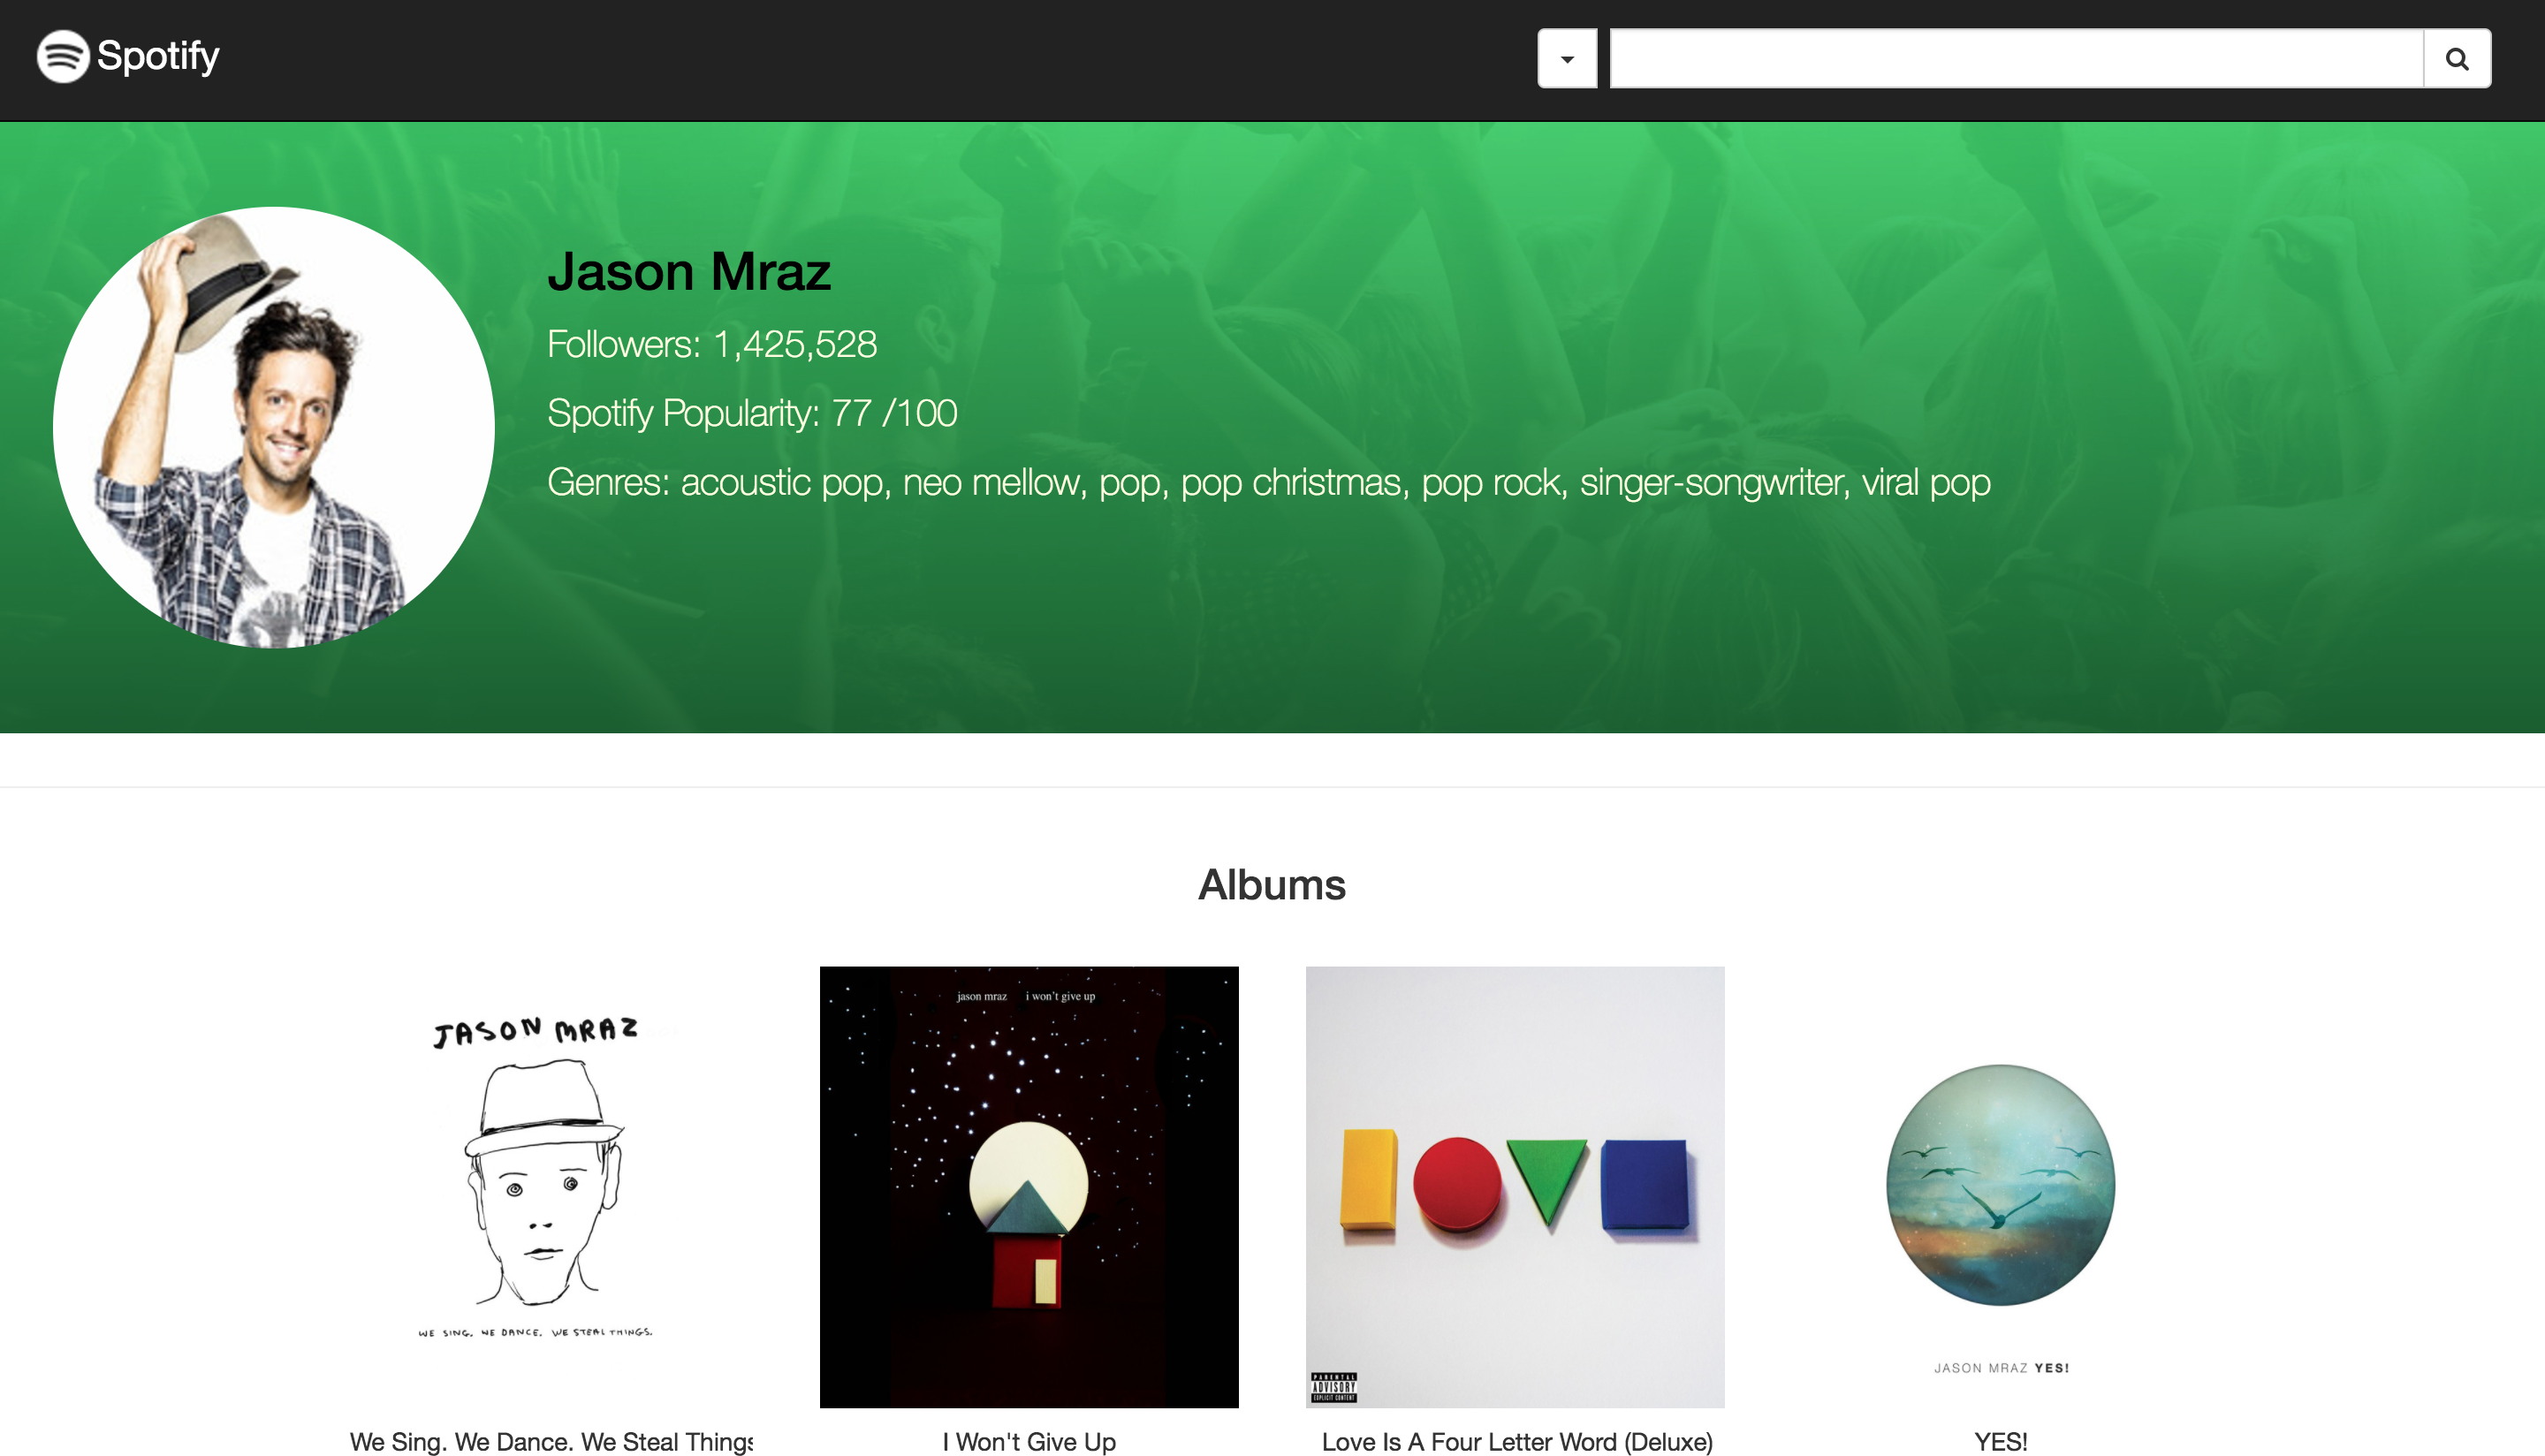 Spotify
Jason Mraz
Followers: 1,425,528
Spotify Popularity: 77 /100
Genres: acoustic pop, neo mellow, pop, pop christmas, pop rock, singer-songwriter, viral pop
Albums
JASON MRAZ
WE SING. WE DANCE. WE STEAL THINGS.
jason mraz i won't give up
LOVE
PARENTAL
ADVISORY
EXPLICIT CONTENT
JASON MRAZ YES!
We Sing. We Dance. We Steal Things
I Won't Give Up
Love Is A Four Letter Word (Deluxe)
YES!